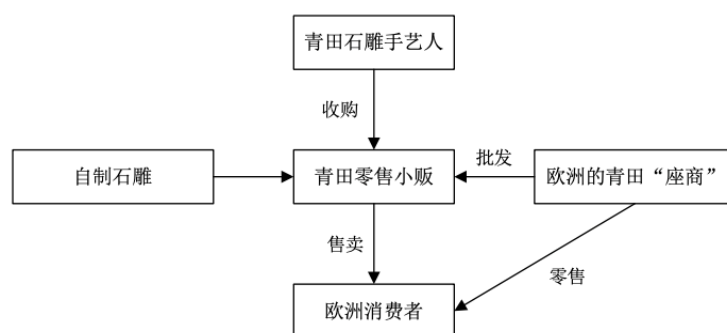 青田石雕手艺人
收购
自制石雕
青田零售小贩
批发
欧洲的青田“座商”
售卖
零售
欧洲消费者